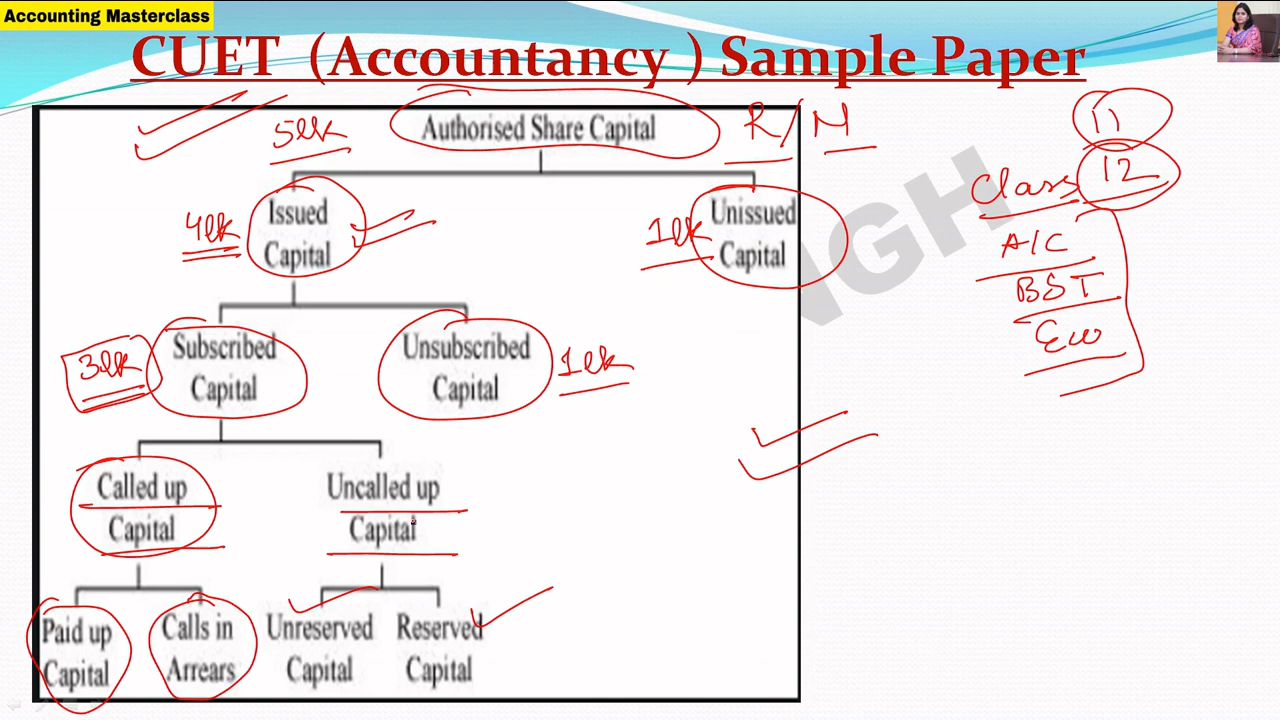 Accounting Masterclass
CUET (Accountancy ) Sample Paper
5lk
Authorised Share Capital
R/M
11
Class 12
A/C
BST
Eco
4lk
Issued
Capital
1lk
Unissued
Capital
NGH
3lk
Subscribed
Capital
Unsubscribed
Capital
1lk
Called up
Capital
Uncalled up
Capital
Paid up
Capital
Calls in
Arrears
Unreserved
Capital
Reserved
Capital